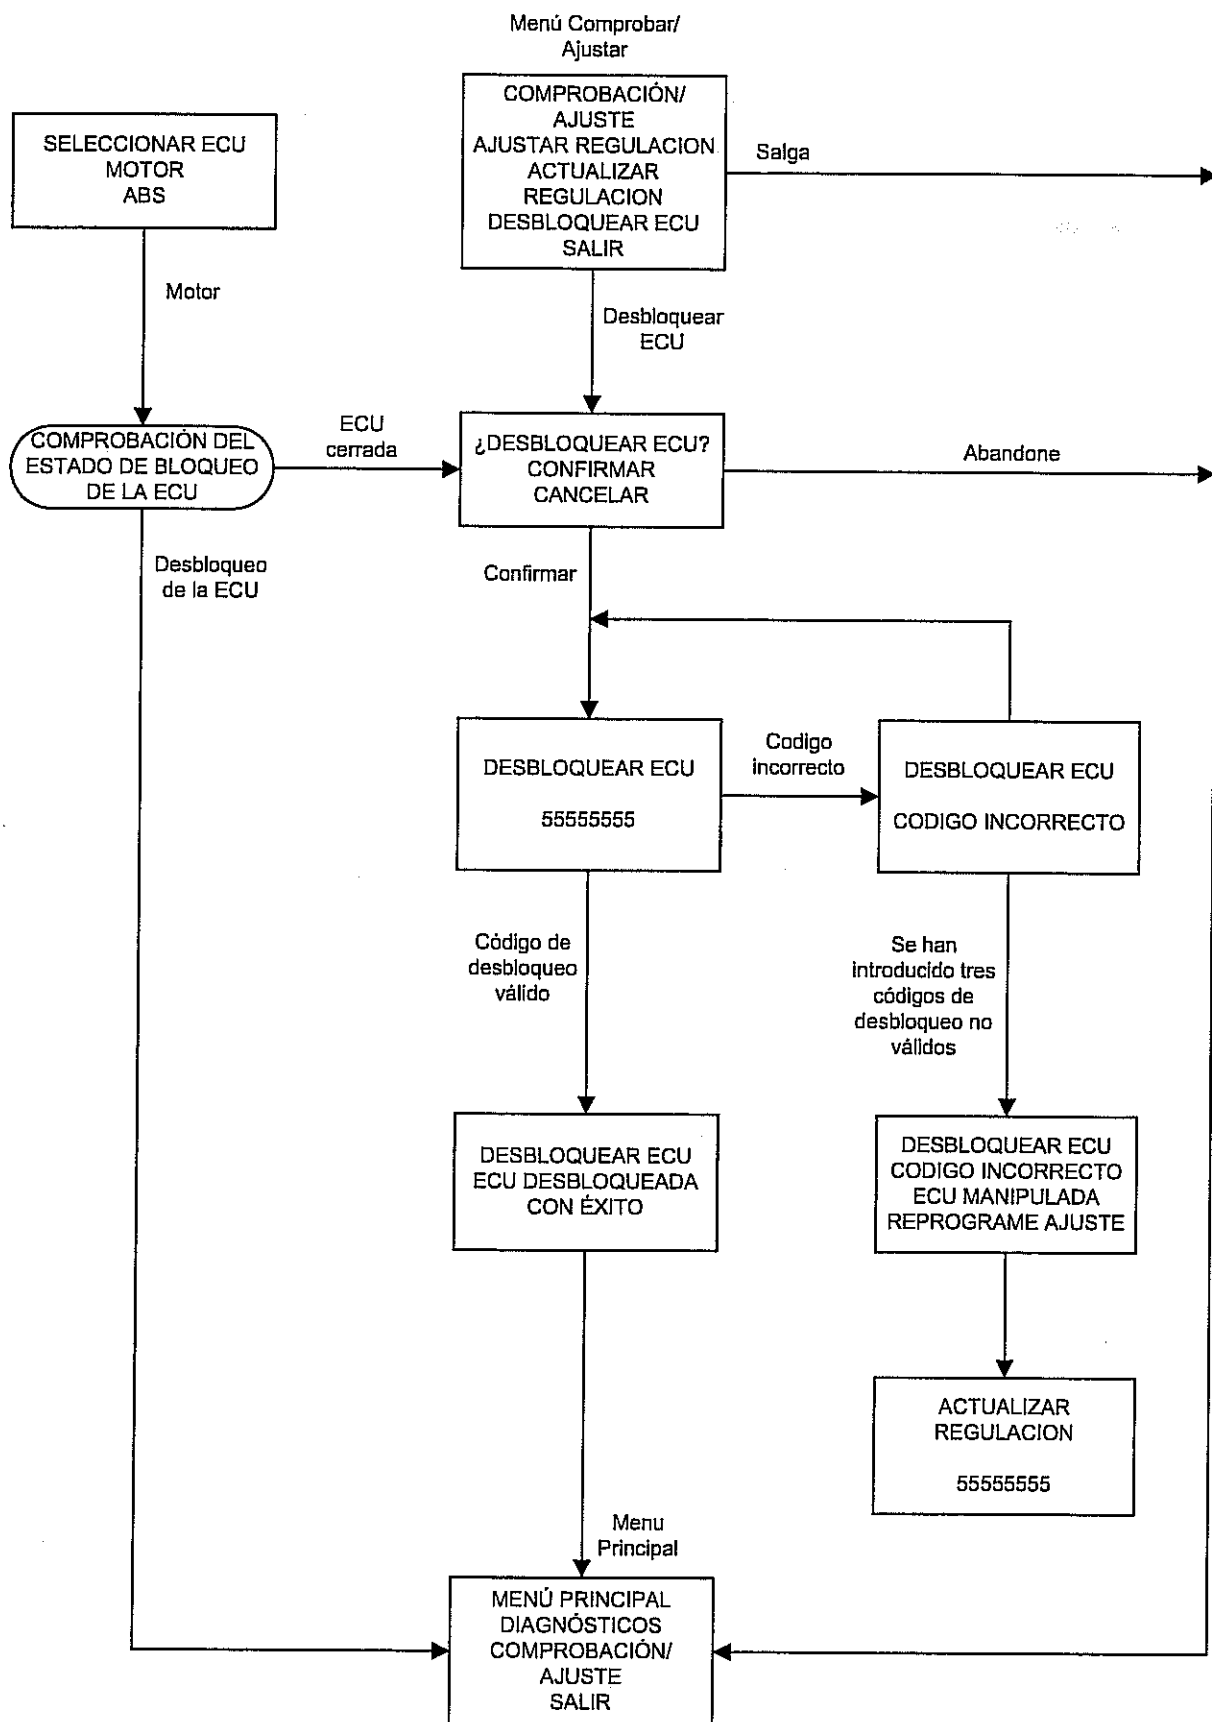 Menú Comprobar/
Ajustar
COMPROBACIÓN/
AJUSTE
AJUSTAR REGULACION
ACTUALIZAR
REGULACION
DESBLOQUEAR ECU
SALIR
Salga
SELECCIONAR ECU
MOTOR
ABS
Motor
Desbloquear
ECU
COMPROBACIÓN DEL
ESTADO DE BLOQUEO
DE LA ECU
ECU
cerrada
¿DESBLOQUEAR ECU?
CONFIRMAR
CANCELAR
Abandone
Desbloqueo
de la ECU
Confirmar
DESBLOQUEAR ECU
55555555
Codigo
incorrecto
DESBLOQUEAR ECU
CODIGO INCORRECTO
Código de
desbloqueo
válido
Se han
introducido tres
códigos de
desbloqueo no
válidos
DESBLOQUEAR ECU
ECU DESBLOQUEADA
CON ÉXITO
DESBLOQUEAR ECU
CODIGO INCORRECTO
ECU MANIPULADA
REPROGRAME AJUSTE
ACTUALIZAR
REGULACION
55555555
Menu
Principal
MENÚ PRINCIPAL
DIAGNÓSTICOS
COMPROBACIÓN/
AJUSTE
SALIR